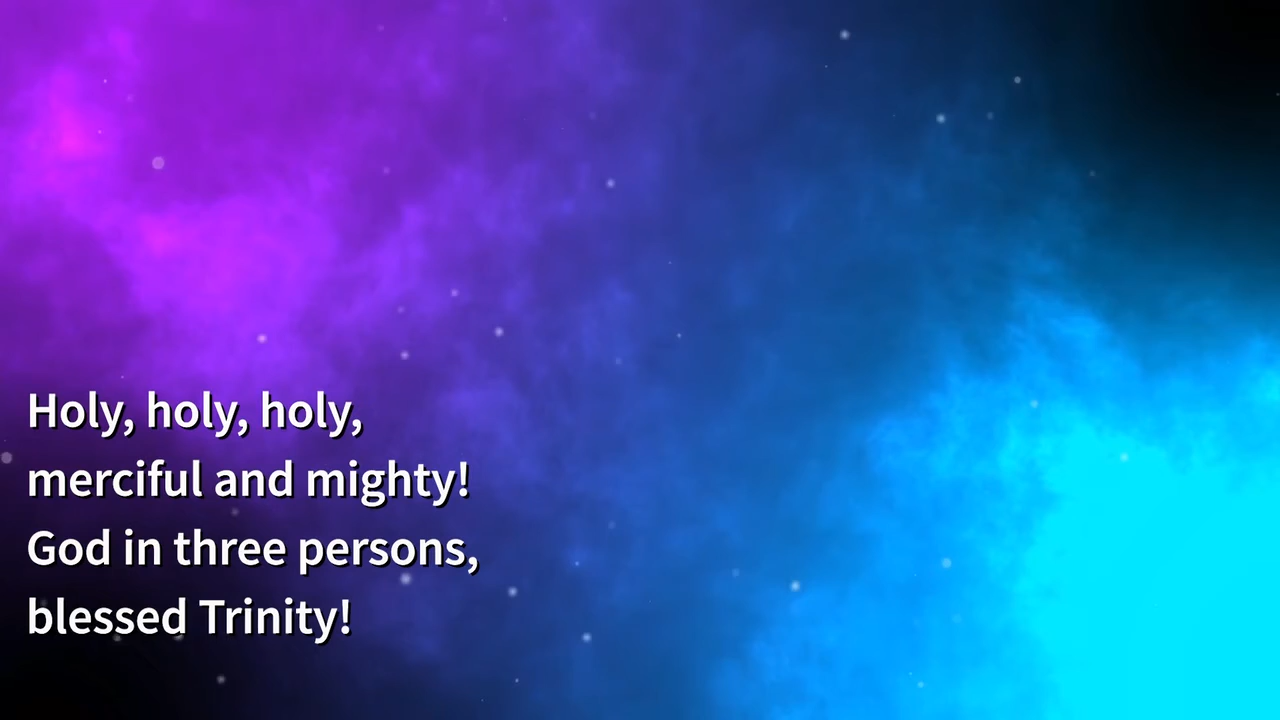 Holy, holy, holy,
merciful and mighty!
God in three persons,
blessed Trinity!